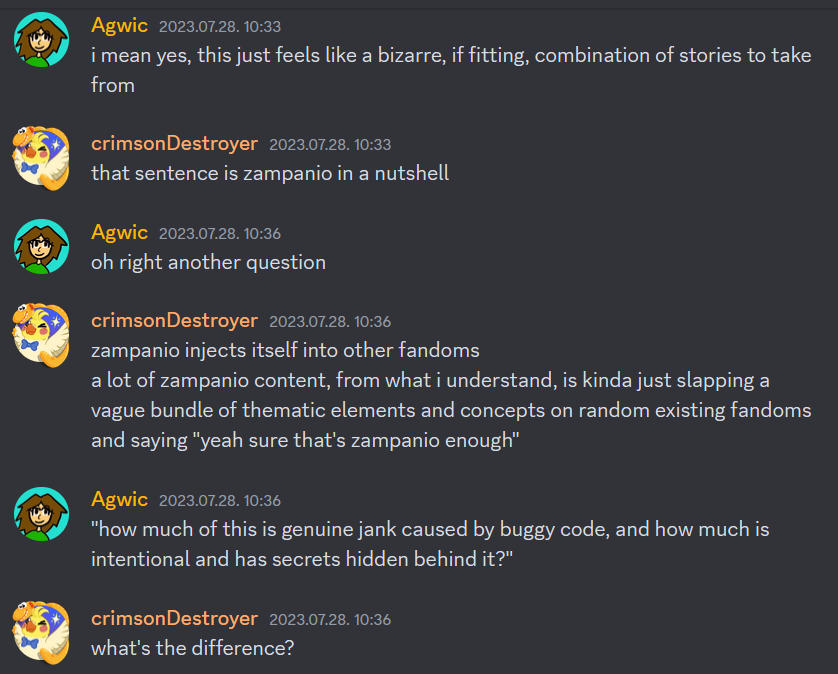 Agwic 2023.07.28. 10:33
i mean yes, this just feels like a bizarre, if fitting, combination of stories to take
from
crimsonDestroyer 2023.07.28. 10:33
that sentence is zampanio in a nutshell
Agwic 2023.07.28. 10:36
oh right another question
crimsonDestroyer 2023.07.28. 10:36
zampanio injects itself into other fandoms
a lot of zampanio content, from what i understand, is kinda just slapping a
vague bundle of thematic elements and concepts on random existing fandoms
and saying "yeah sure that's zampanio enough"
Agwic 2023.07.28. 10:36
"how much of this is genuine jank caused by buggy code, and how much is
intentional and has secrets hidden behind it?"
crimsonDestroyer 2023.07.28. 10:36
what's the difference?